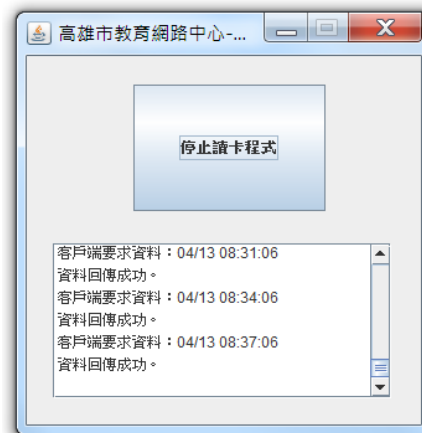 高雄市教育網路中心-...
停止讀卡程式
客戶端要求資料：04/13 08:31:06
資料回傳成功。
客戶端要求資料：04/13 08:34:06
資料回傳成功。
客戶端要求資料：04/13 08:37:06
資料回傳成功。